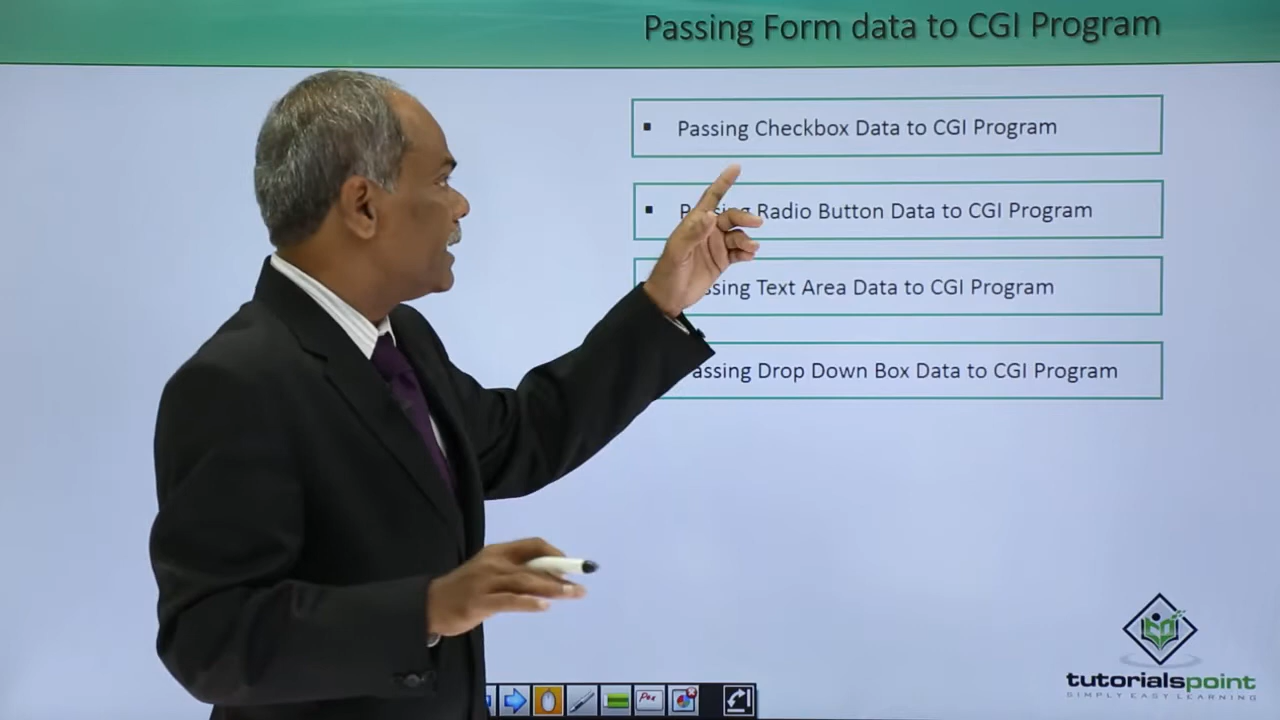 Passing Form data to CGI Program
▪ Passing Checkbox Data to CGI Program
▪ Radio Button Data to CGI Program
Text Area Data to CGI Program
Drop Down Box Data to CGI Program
Pen
tutorialspoint
SIMPLY EASY LEARNING